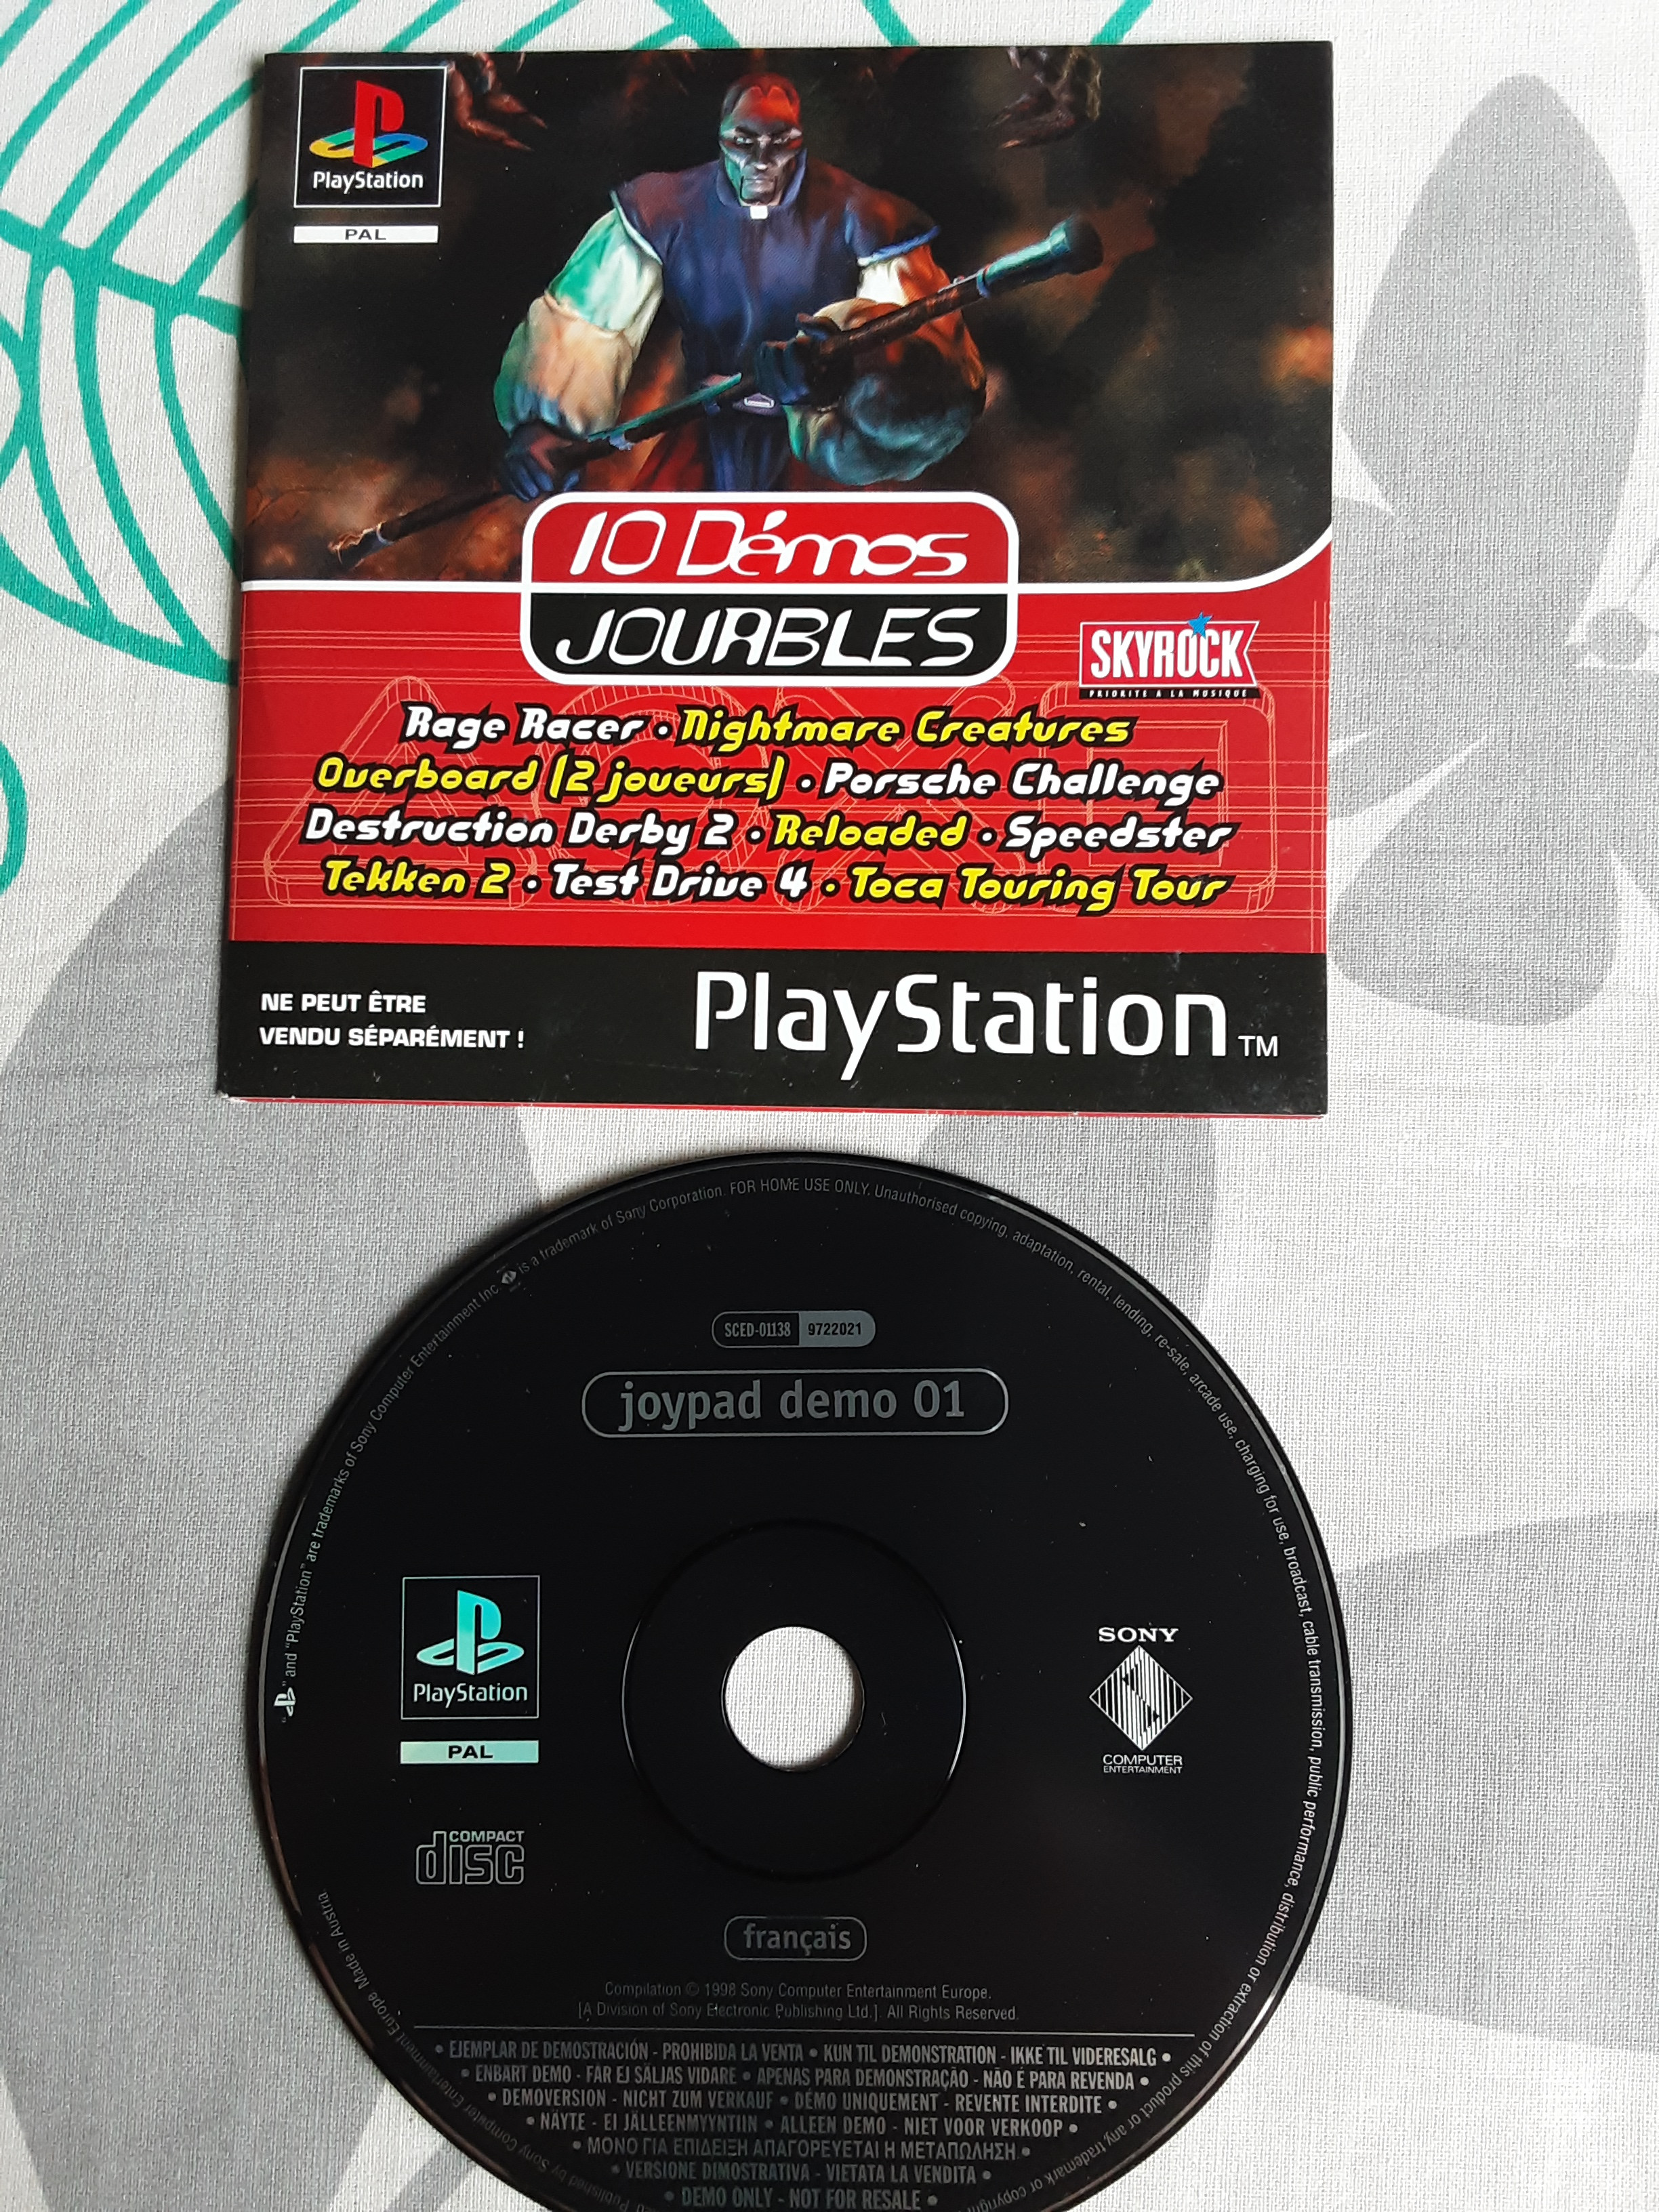 PlayStation
PAL
10 Démos
JOUABLES
SKYROCK
PRIORITE A LA MUSIQUE
Rage Racer • Nightmare Creatures
Overboard (2 joueurs) • Porsche Challenge
Destruction Derby 2 • Reloaded • Speedster
Tekken 2 • Test Drive 4 • Toca Touring Tour
NE PEUT ÊTRE
VENDU SÉPARÉMENT !
PlayStation™
" " and "PlayStation" are trademarks of Sony Computer Entertainment Inc. is a trademark of Sony Corporation. FOR HOME USE ONLY. Unauthorised copying, adaptation, rental, lending, re-sale, arcade use, charging for use, broadcast, cable transmission, public performance, distribution or extraction of this product or any trademark or copyright
Published by Sony Computer Entertainment Europe. Made in Austria.
SCED-01138 9722021
joypad demo 01
PlayStation
PAL
SONY
COMPUTER
ENTERTAINMENT
COMPACT
disc
français
Compilation © 1998 Sony Computer Entertainment Europe.
[A Division of Sony Electronic Publishing Ltd.]. All Rights Reserved.
• EJEMPLAR DE DEMOSTRACIÓN - PROHIBIDA LA VENTA • KUN TIL DEMONSTRATION - IKKE TIL VIDERESALG •
• ENBART DEMO - FÅR EJ SÄLJAS VIDARE • APENAS PARA DEMONSTRAÇÃO - NÃO É PARA REVENDA •
• DEMOVERSION - NICHT ZUM VERKAUF • DÉMO UNIQUEMENT - REVENTE INTERDITE •
• NÄYTE - EI JÄLLEENMYYNTIIN • ALLEEN DEMO - NIET VOOR VERKOOP •
• ΜΟΝΟ ΓΙΑ ΕΠΙΔΕΙΞΗ ΑΠΑΓΟΡΕΥΕΤΑΙ Η ΜΕΤΑΠΩΛΗΣΗ •
• VERSIONE DIMOSTRATIVA - VIETATA LA VENDITA •
• DEMO ONLY - NOT FOR RESALE •